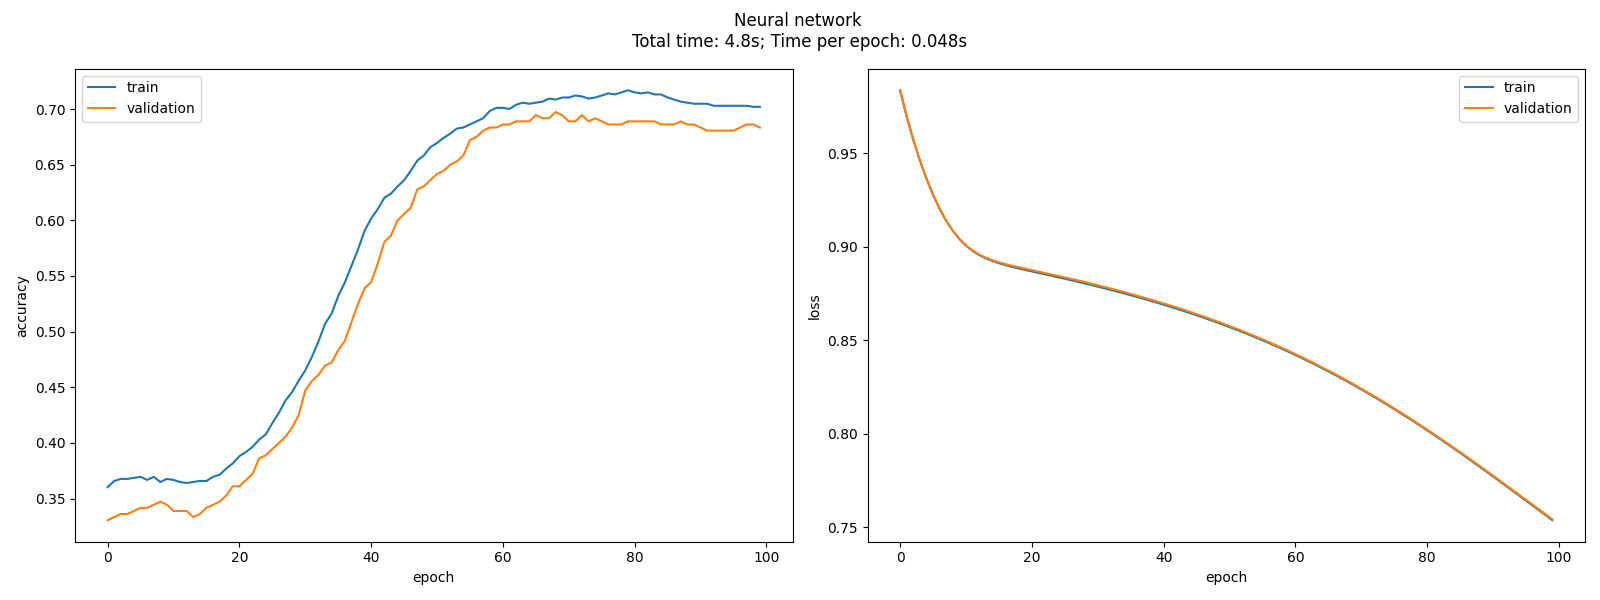 Neural network
Total time: 4.8s; Time per epoch: 0.048s
train
validation
0.70
0.65
0.60
0.55
0.50
0.45
0.40
0.35
accuracy
0 20 40 60 80 100
epoch
train
validation
0.95
0.90
0.85
0.80
0.75
loss
0 20 40 60 80 100
epoch